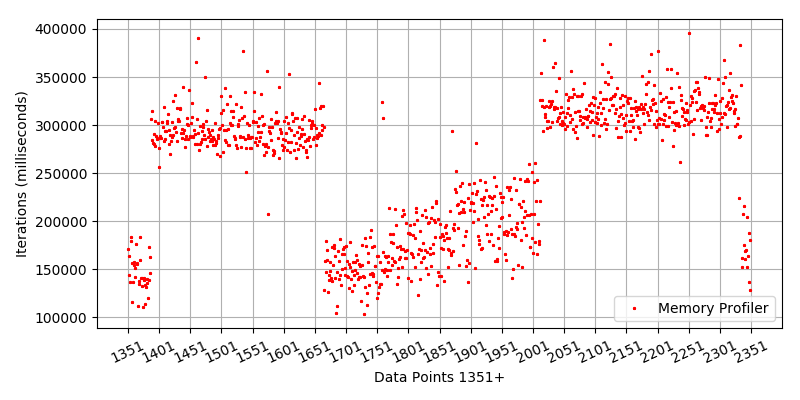 400000
350000
300000
250000
200000
150000
100000
Iterations (milliseconds)
Memory Profiler
1351 1401 1451 1501 1551 1601 1651 1701 1751 1801 1851 1901 1951 2001 2051 2101 2151 2201 2251 2301 2351
Data Points 1351+